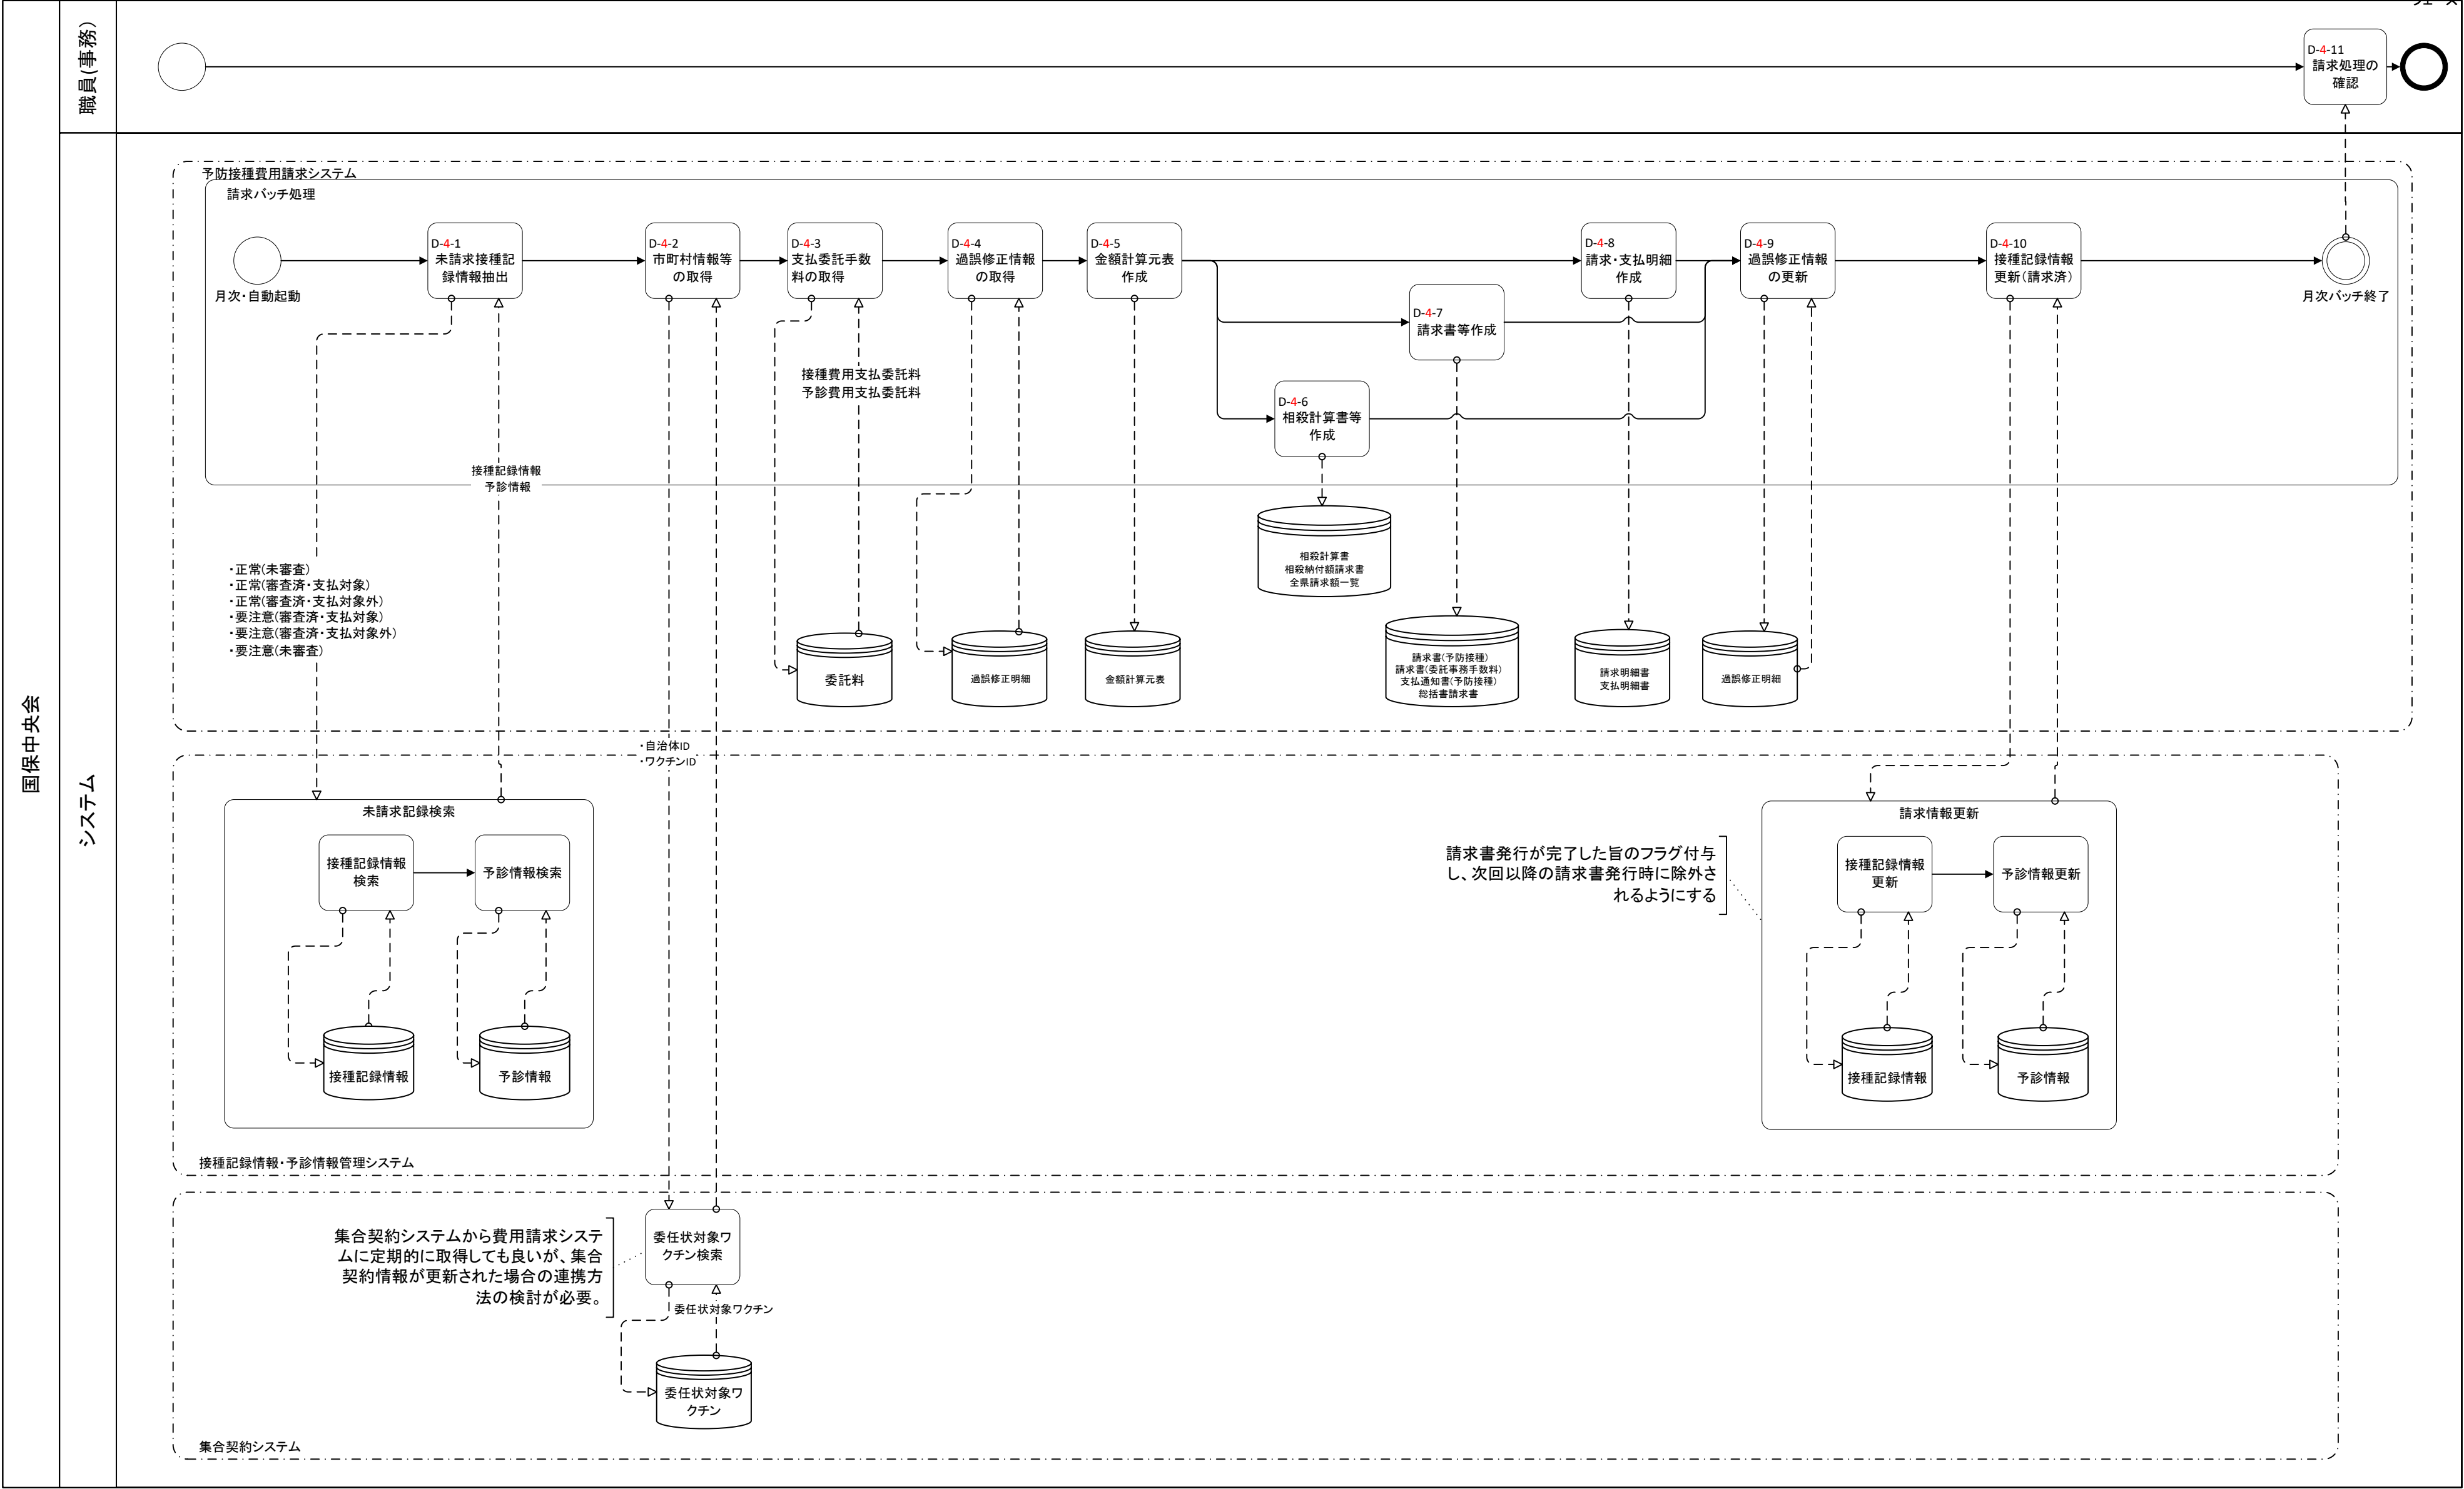 国保中央会
職員(事務)
システム
D-4-11
請求処理の
確認
予防接種費用請求システム
請求バッチ処理
月次・自動起動
D-4-1
未請求接種記
録情報抽出
D-4-2
市町村情報等
の取得
D-4-3
支払委託手数
料の取得
D-4-4
過誤修正情報
の取得
D-4-5
金額計算元表
作成
D-4-8
請求・支払明細
作成
D-4-9
過誤修正情報
の更新
D-4-10
接種記録情報
更新(請求済)
月次バッチ終了
D-4-7
請求書等作成
D-4-6
相殺計算書等
作成
接種費用支払委託料
予診費用支払委託料
接種記録情報
予診情報
・正常(未審査)
・正常(審査済・支払対象)
・正常(審査済・支払対象外)
・要注意(審査済・支払対象)
・要注意(審査済・支払対象外)
・要注意(未審査)
相殺計算書
相殺納付額請求書
全県請求額一覧
委託料
過誤修正明細
金額計算元表
請求書(予防接種)
請求書(委託事務手数料)
支払通知書(予防接種)
総括書請求書
請求明細書
支払明細書
過誤修正明細
・自治体ID
・ワクチンID
未請求記録検索
接種記録情報
検索
予診情報検索
接種記録情報
予診情報
請求書発行が完了した旨のフラグ付与
し、次回以降の請求書発行時に除外さ
れるようにする
請求情報更新
接種記録情報
更新
予診情報更新
接種記録情報
予診情報
接種記録情報・予診情報管理システム
集合契約システムから費用請求システ
ムに定期的に取得しても良いが、集合
契約情報が更新された場合の連携方
法の検討が必要。
委任状対象ワ
クチン検索
委任状対象ワクチン
委任状対象ワ
クチン
集合契約システム